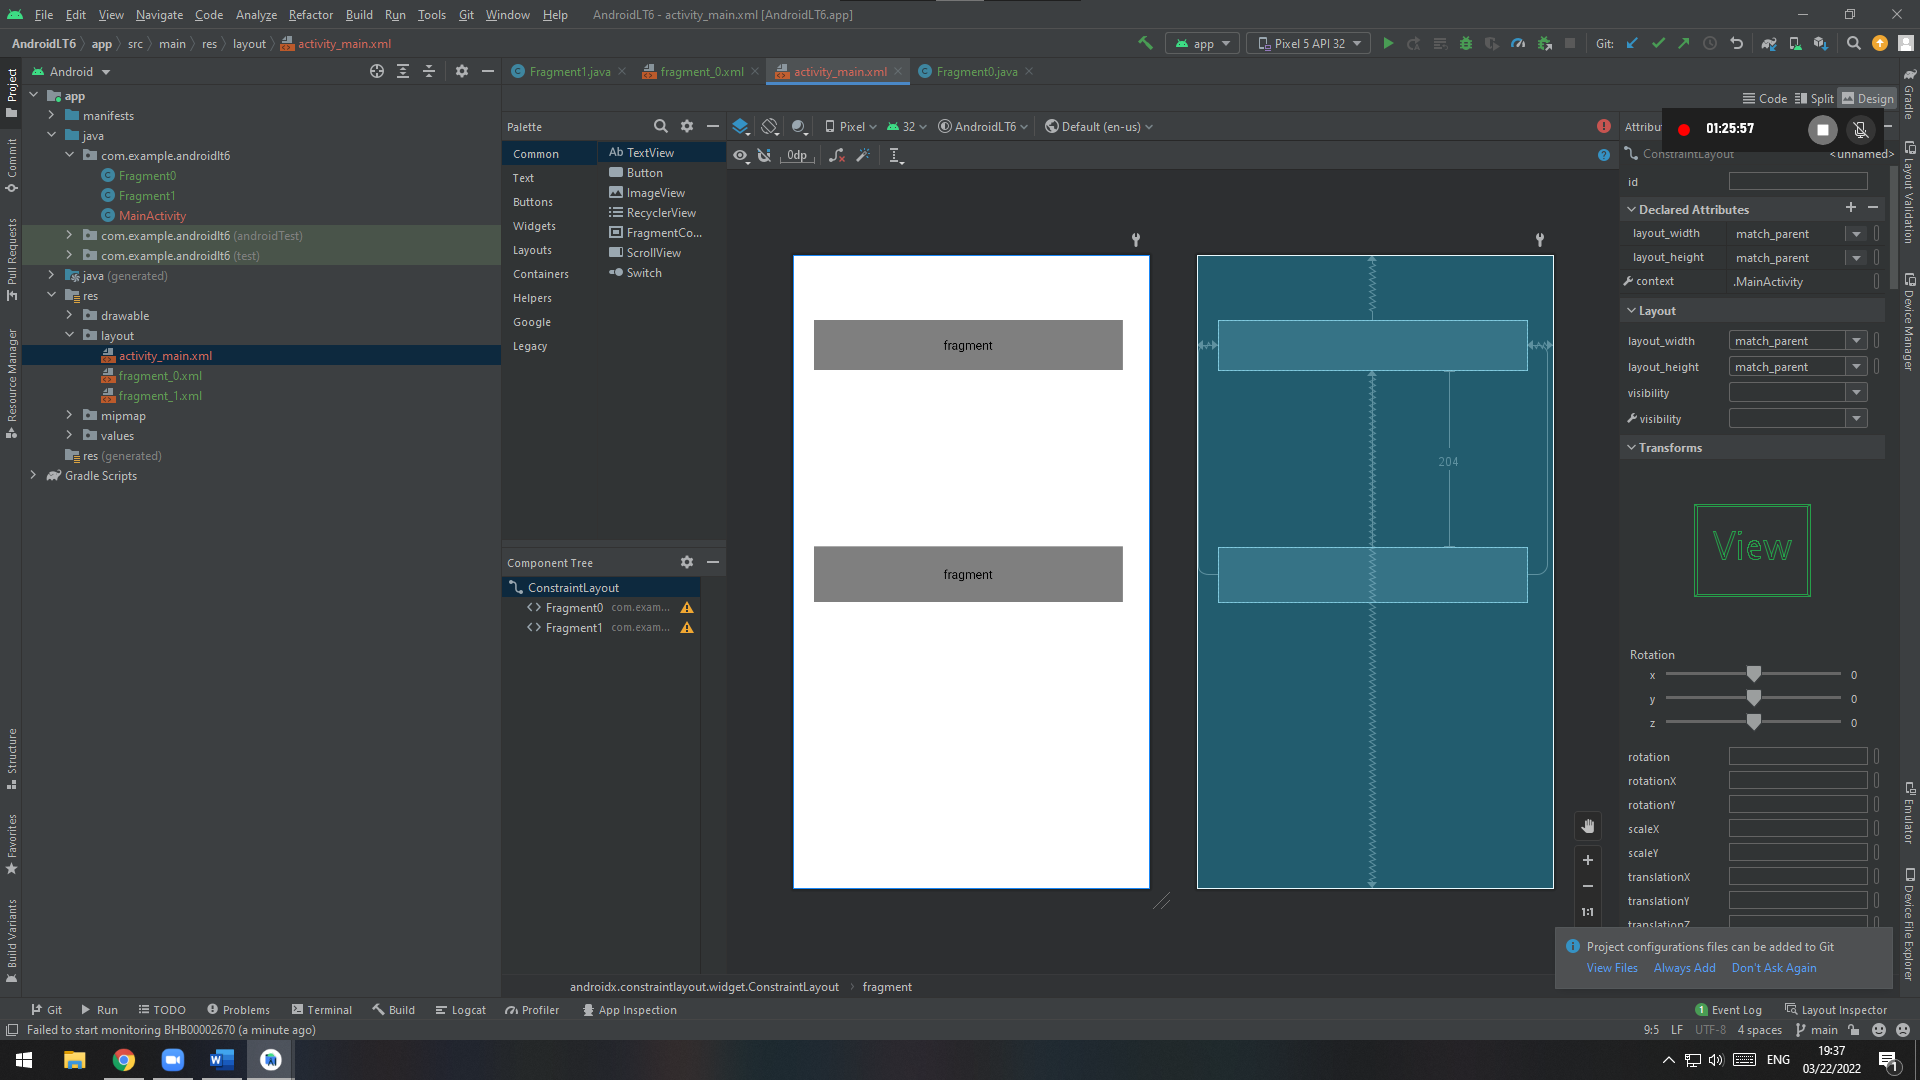 File Edit View Navigate Code Analyze Refactor Build Run Tools Git Window Help AndroidLT6 - activity_main.xml [AndroidLT6.app]
AndroidLT6 app src main res layout activity_main.xml app Pixel 5 API 32 Git:
Android Fragment1.java fragment_0.xml activity_main.xml Fragment0.java
Code Split Design
Palette Pixel 32 AndroidLT6 Default (en-us) Attribu 01:25:57
0dp ConstraintLayout <unnamed>
Project
Commit
Pull Requests
Resource Manager
Structure
Favorites
Build Variants
app
manifests
java
com.example.androidlt6
Fragment0
Fragment1
MainActivity
com.example.androidlt6 (androidTest)
com.example.androidlt6 (test)
java (generated)
res
drawable
layout
activity_main.xml
fragment_0.xml
fragment_1.xml
mipmap
values
res (generated)
Gradle Scripts
Common
Text
Buttons
Widgets
Layouts
Containers
Helpers
Google
Legacy
Ab TextView
Button
ImageView
RecyclerView
FragmentCo...
ScrollView
Switch
Component Tree
ConstraintLayout
Fragment0 com.exam...
Fragment1 com.exam...
fragment
fragment
204
id
Declared Attributes
layout_width match_parent
layout_height match_parent
context .MainActivity
Layout
layout_width match_parent
layout_height match_parent
visibility
visibility
Transforms
View
Rotation
x 0
y 0
z 0
rotation
rotationX
rotationY
scaleX
scaleY
translationX
translationY
translationZ
1:1
Gradle
Layout Validation
Device Manager
Emulator
Device File Explorer
Project configurations files can be added to Git
View Files Always Add Don't Ask Again
androidx.constraintlayout.widget.ConstraintLayout fragment
Git Run TODO Problems Terminal Build Logcat Profiler App Inspection 1 Event Log Layout Inspector
Failed to start monitoring BHB00002670 (a minute ago) 9:5 LF UTF-8 4 spaces main
ENG 19:37
03/22/2022
1